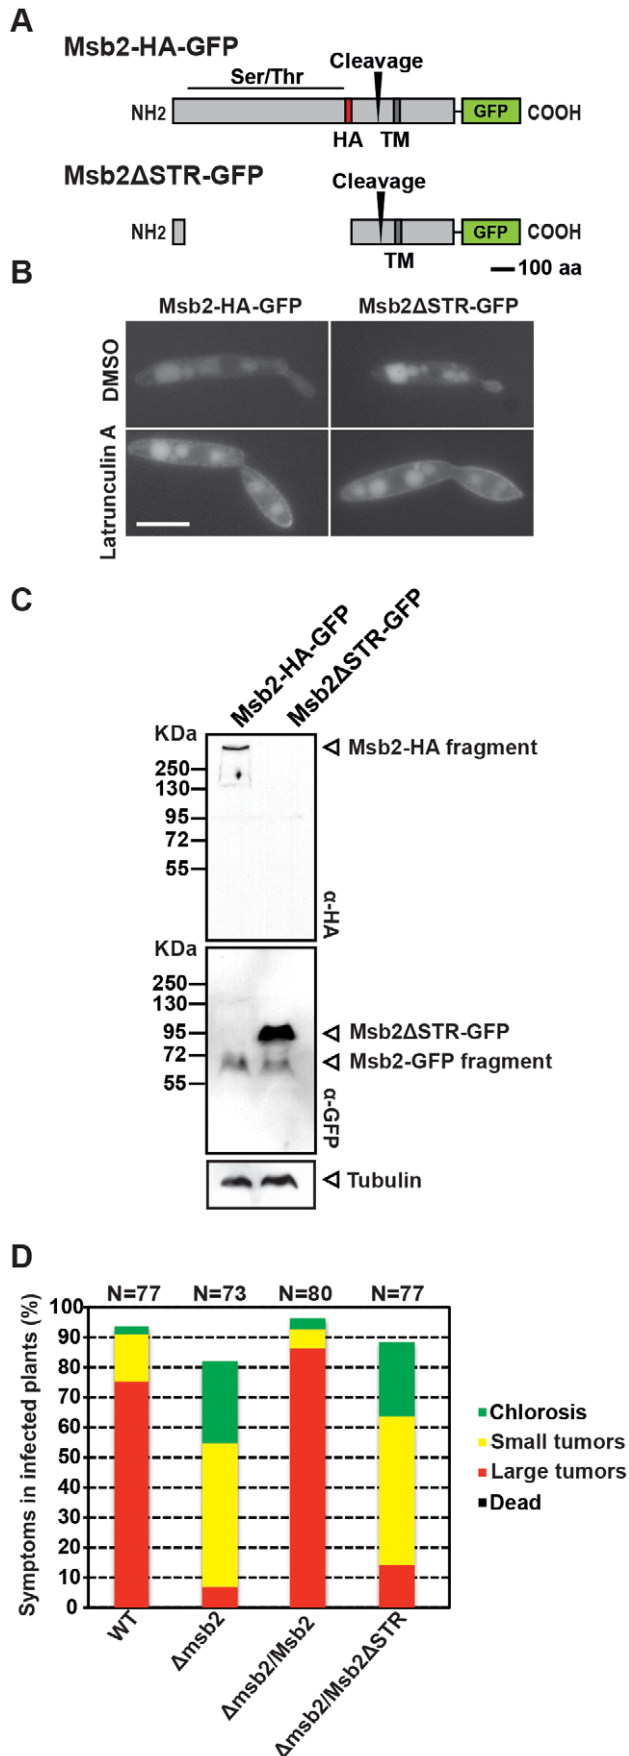 A
Msb2-HA-GFP
Cleavage
Ser/Thr
NH2
GFP
COOH
HA
TM
Msb2ΔSTR-GFP
Cleavage
NH2
GFP
COOH
TM
100 aa
B
Msb2-HA-GFP
Msb2ΔSTR-GFP
DMSO
Latrunculin A
C
Msb2-HA-GFP
Msb2ΔSTR-GFP
KDa
Msb2-HA fragment
250
130
95
72
55
α-HA
KDa
250
130
95
Msb2ΔSTR-GFP
72
Msb2-GFP fragment
55
α-GFP
Tubulin
D
N=77
N=73
N=80
N=77
Symptoms in infected plants (%)
100
90
80
70
60
50
40
30
20
10
0
Chlorosis
Small tumors
Large tumors
Dead
WT
Δmsb2
Δmsb2/Msb2
Δmsb2/Msb2ΔSTR